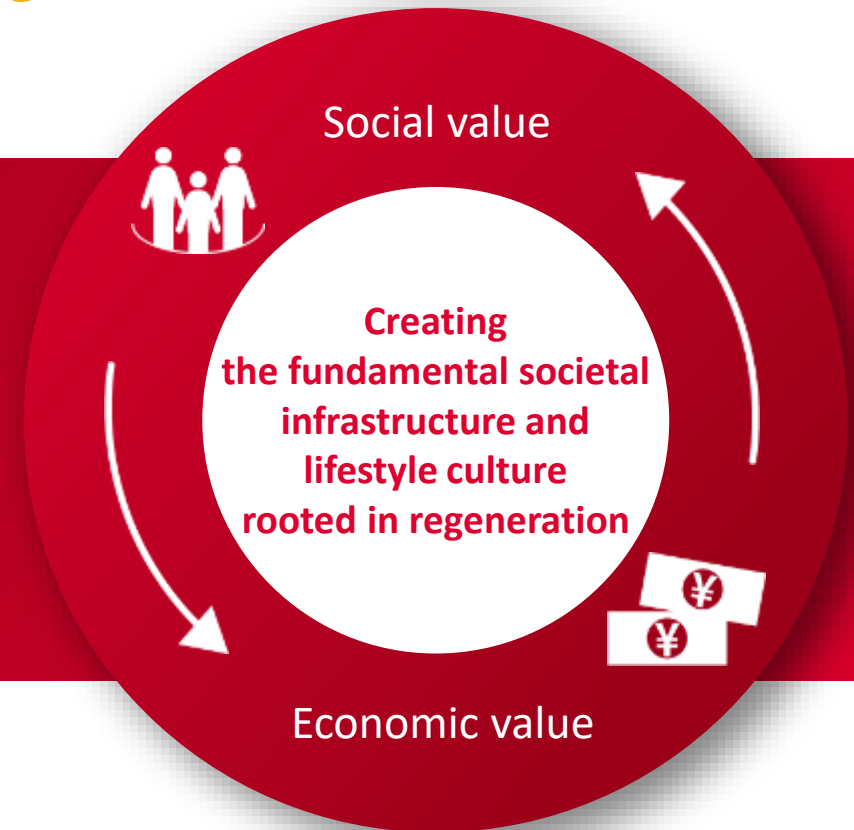 Social value
Creating
the fundamental societal
infrastructure and
lifestyle culture
rooted in regeneration
¥
¥
Economic value